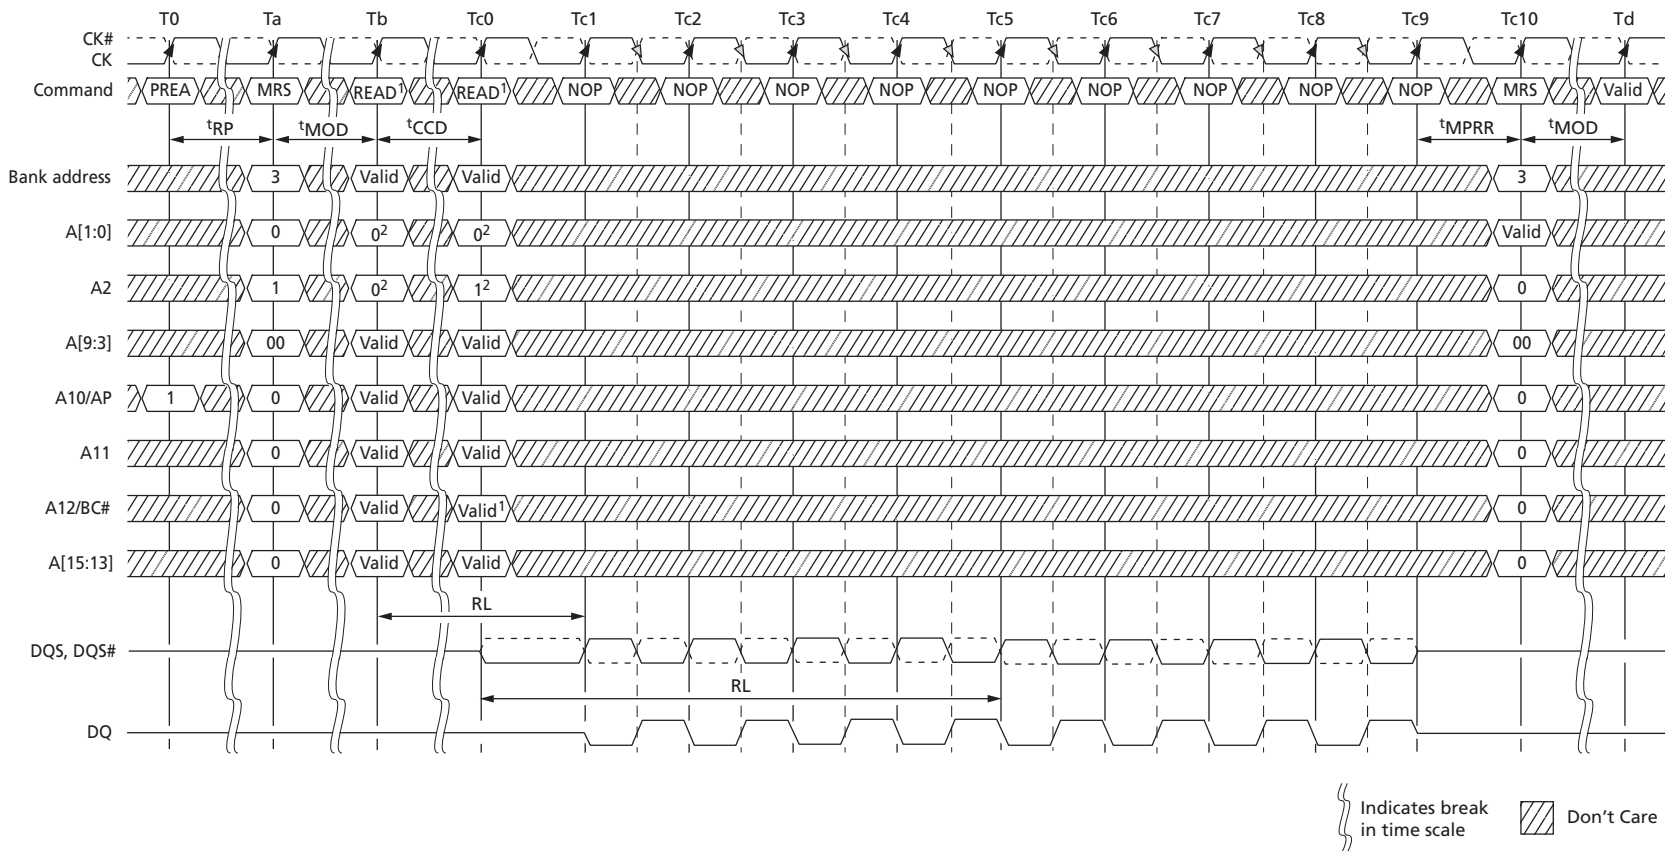 T0 Ta Tb Tc0 Tc1 Tc2 Tc3 Tc4 Tc5 Tc6 Tc7 Tc8 Tc9 Tc10 Td
CK#
CK
Command PREA MRS READ1 READ1 NOP NOP NOP NOP NOP NOP NOP NOP NOP MRS Valid
tRP tMOD tCCD tMPRR tMOD
Bank address 3 Valid Valid 3
A[1:0] 0 02 02 Valid
A2 1 02 12 0
A[9:3] 00 Valid Valid 00
A10/AP 1 0 Valid Valid 0
A11 0 Valid Valid 0
A12/BC# 0 Valid Valid1 0
A[15:13] 0 Valid Valid 0
RL
DQS, DQS#
RL
DQ
Indicates break
in time scale
Don't Care